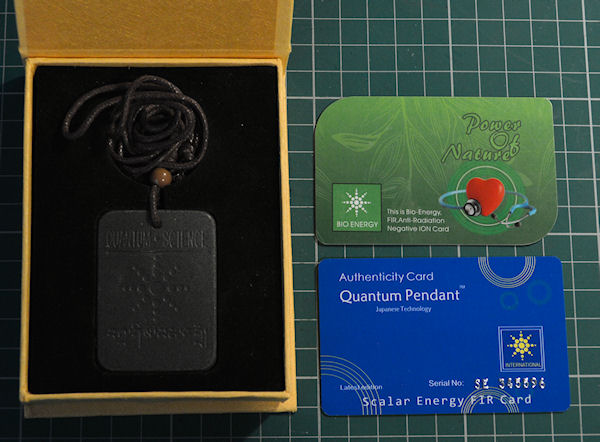 QUANTUM SCIENCE
Power
Of
Nature
BIO ENERGY
This is Bio-Energy,
FIR,Anti-Radiation
Negative ION Card
Authenticity Card
Quantum Pendant™
Japanese Technology
INTERNATIONAL
Serial No:
Scalar Energy FIR Card